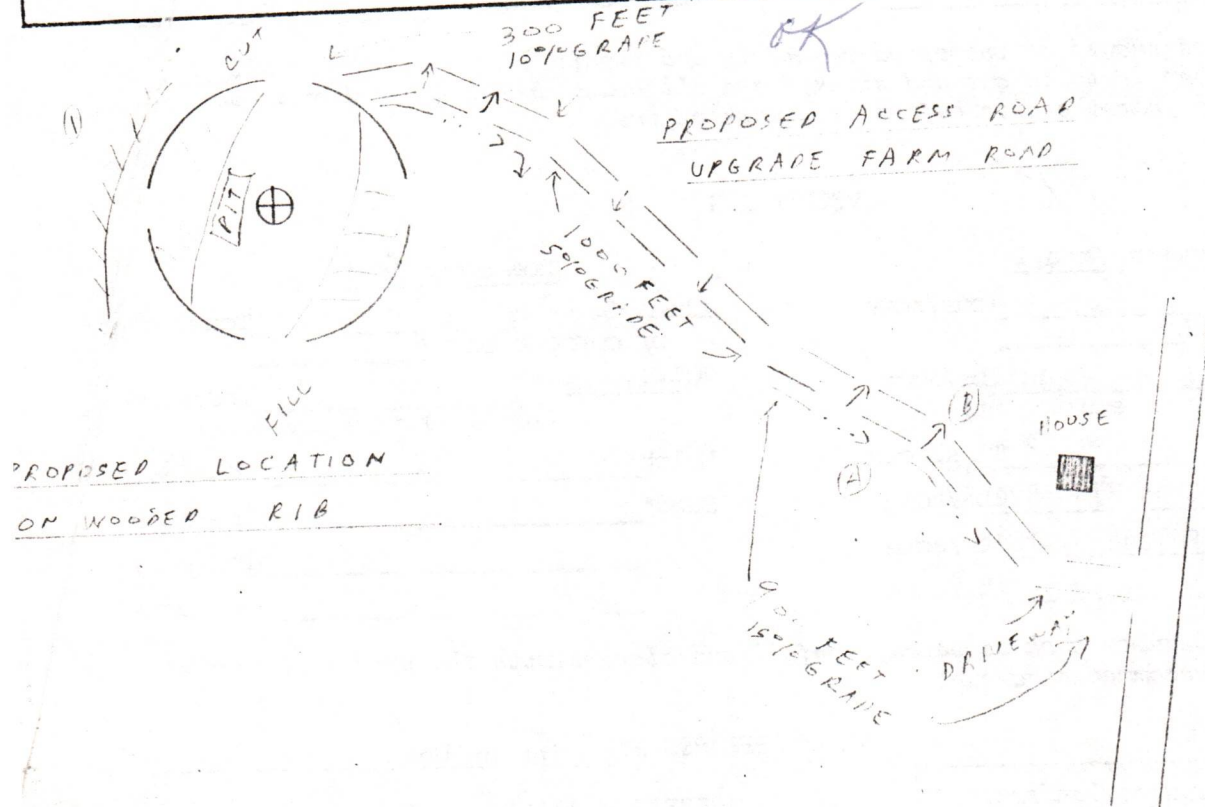 300 FEET
10% GRADE
OK
CUT
1
PROPOSED ACCESS ROAD
UPGRADE FARM ROAD
PIT
1000 FEET
5% GRADE
B
HOUSE
FILL
PROPOSED LOCATION
ON WOODED RIB
A
FEET
15% GRADE
DRIVEWAY